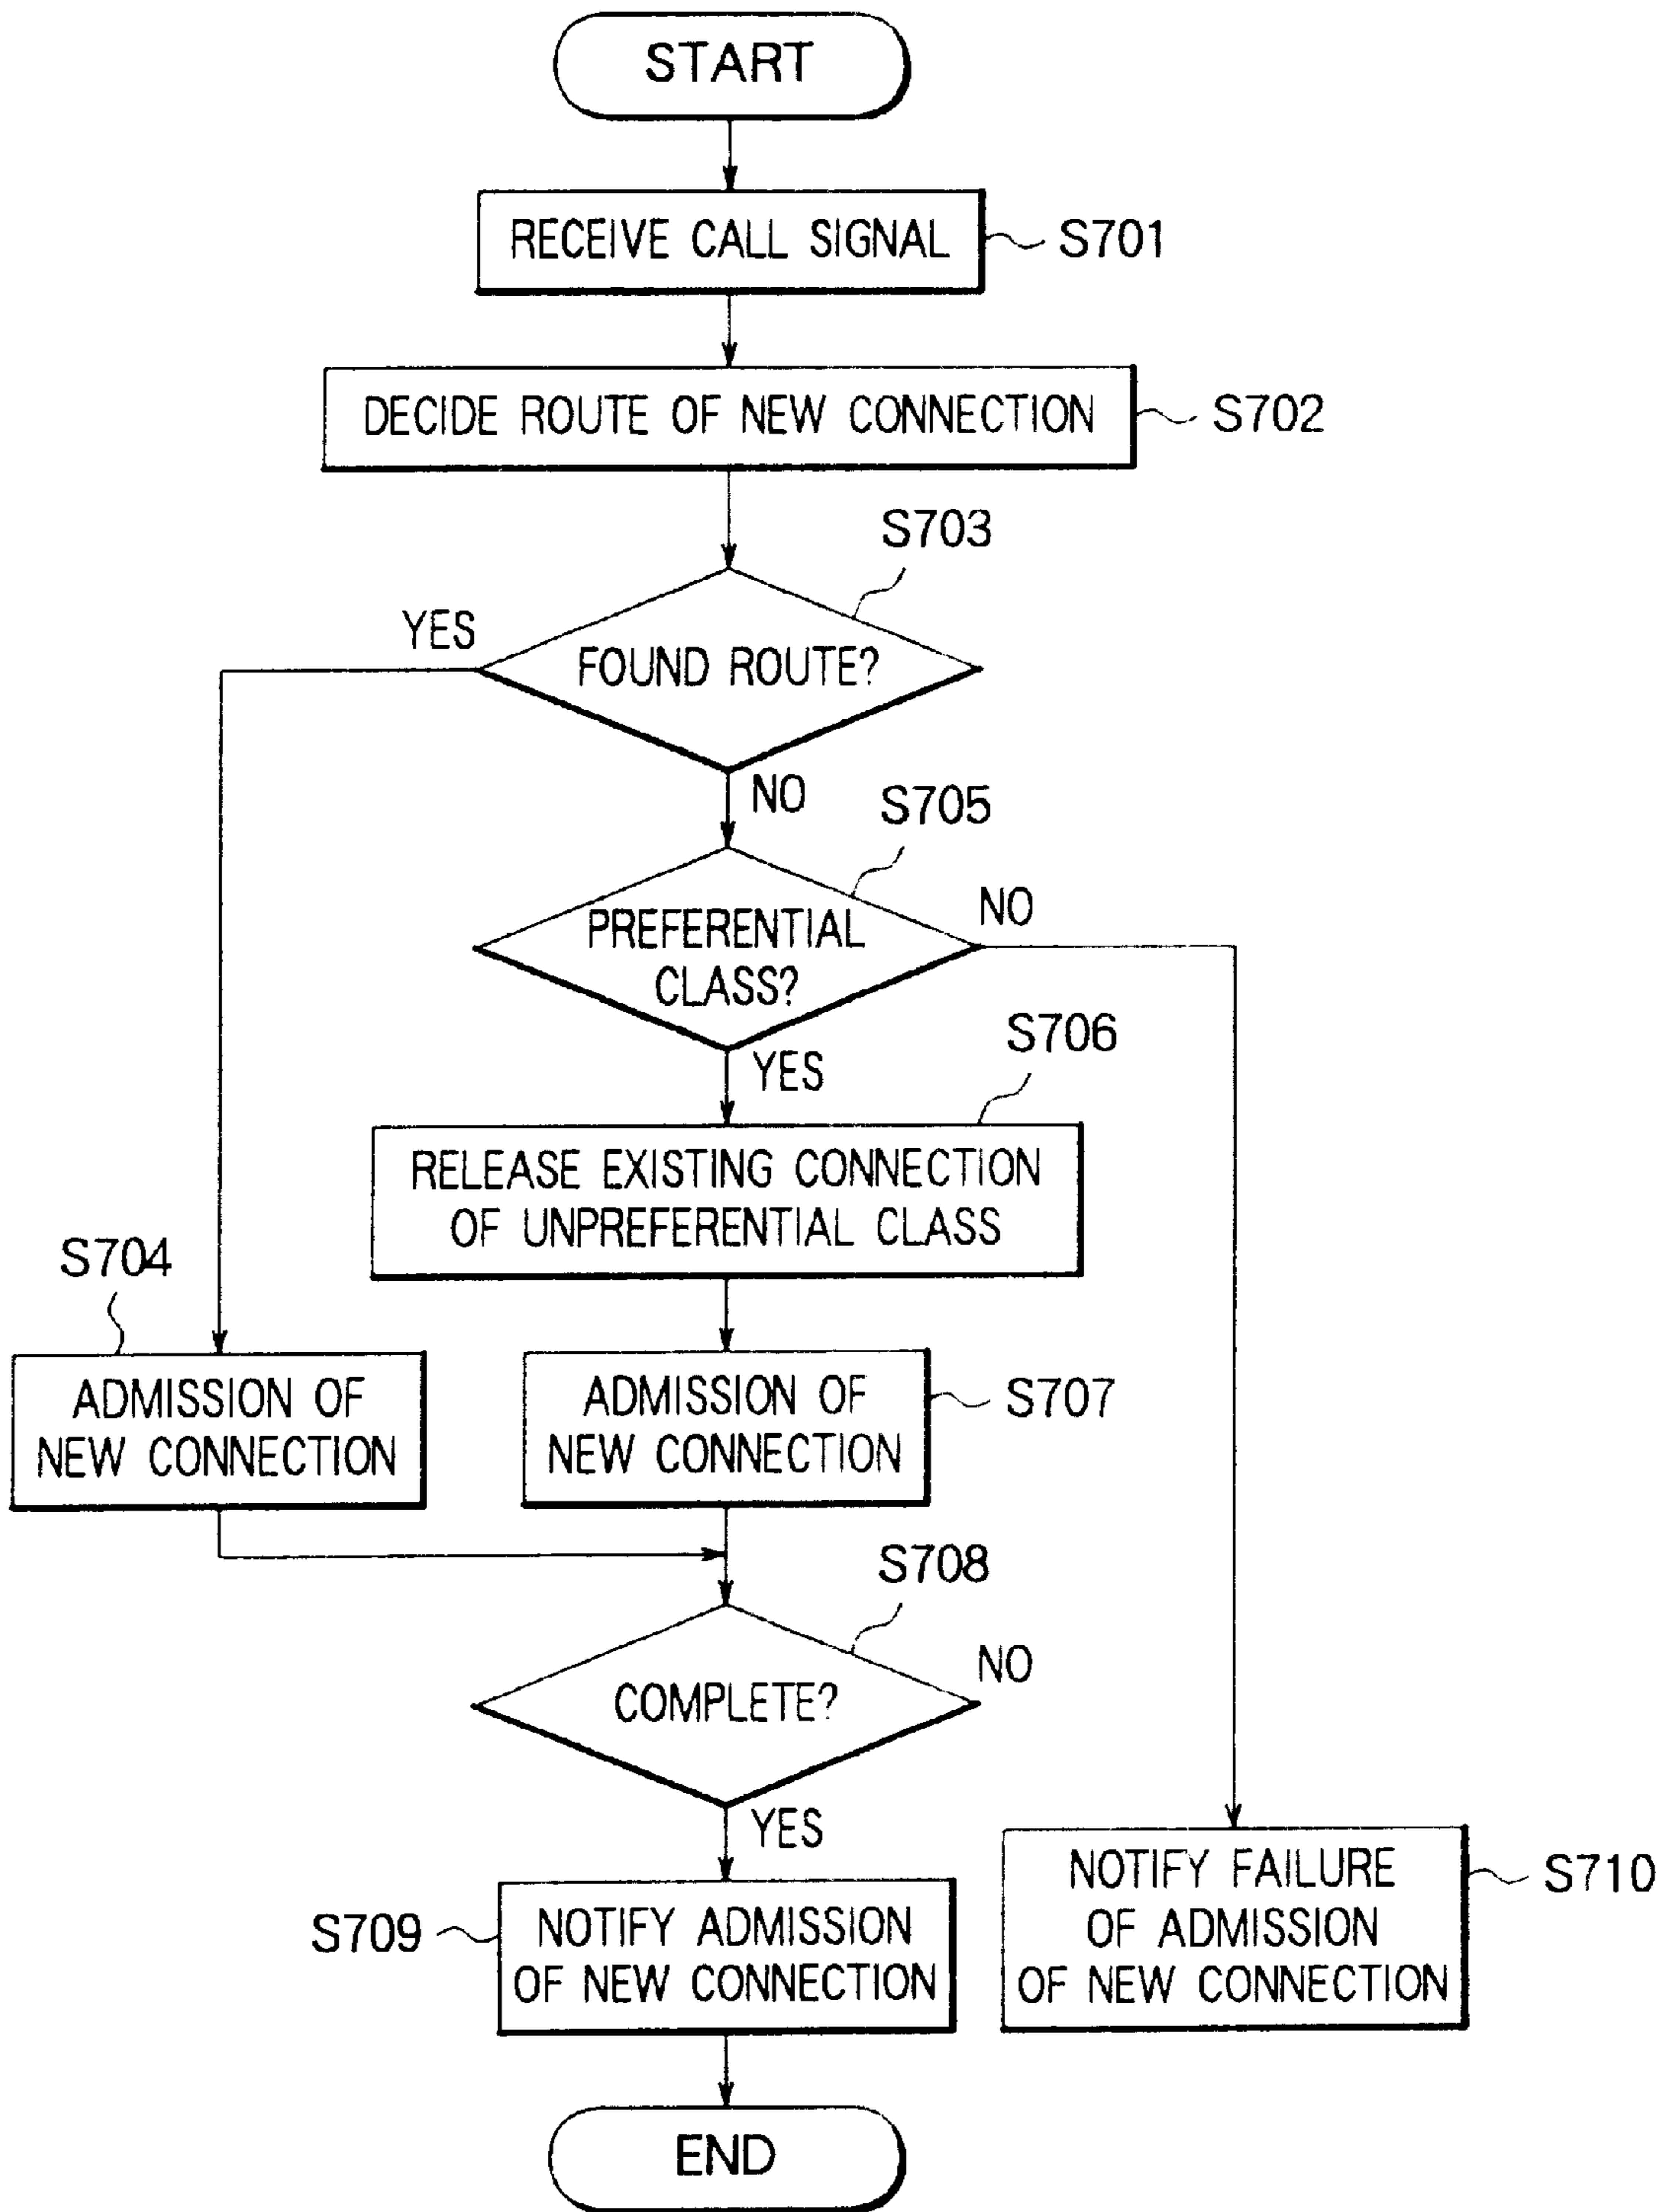 START
RECEIVE CALL SIGNAL
S701
DECIDE ROUTE OF NEW CONNECTION
S702
S703
YES
FOUND ROUTE?
NO
S705
NO
PREFERENTIAL
CLASS?
S706
YES
RELEASE EXISTING CONNECTION
OF UNPREFERENTIAL CLASS
S704
ADMISSION OF
NEW CONNECTION
ADMISSION OF
NEW CONNECTION
S707
S708
NO
COMPLETE?
YES
S709
NOTIFY ADMISSION
OF NEW CONNECTION
NOTIFY FAILURE
OF ADMISSION
OF NEW CONNECTION
S710
END